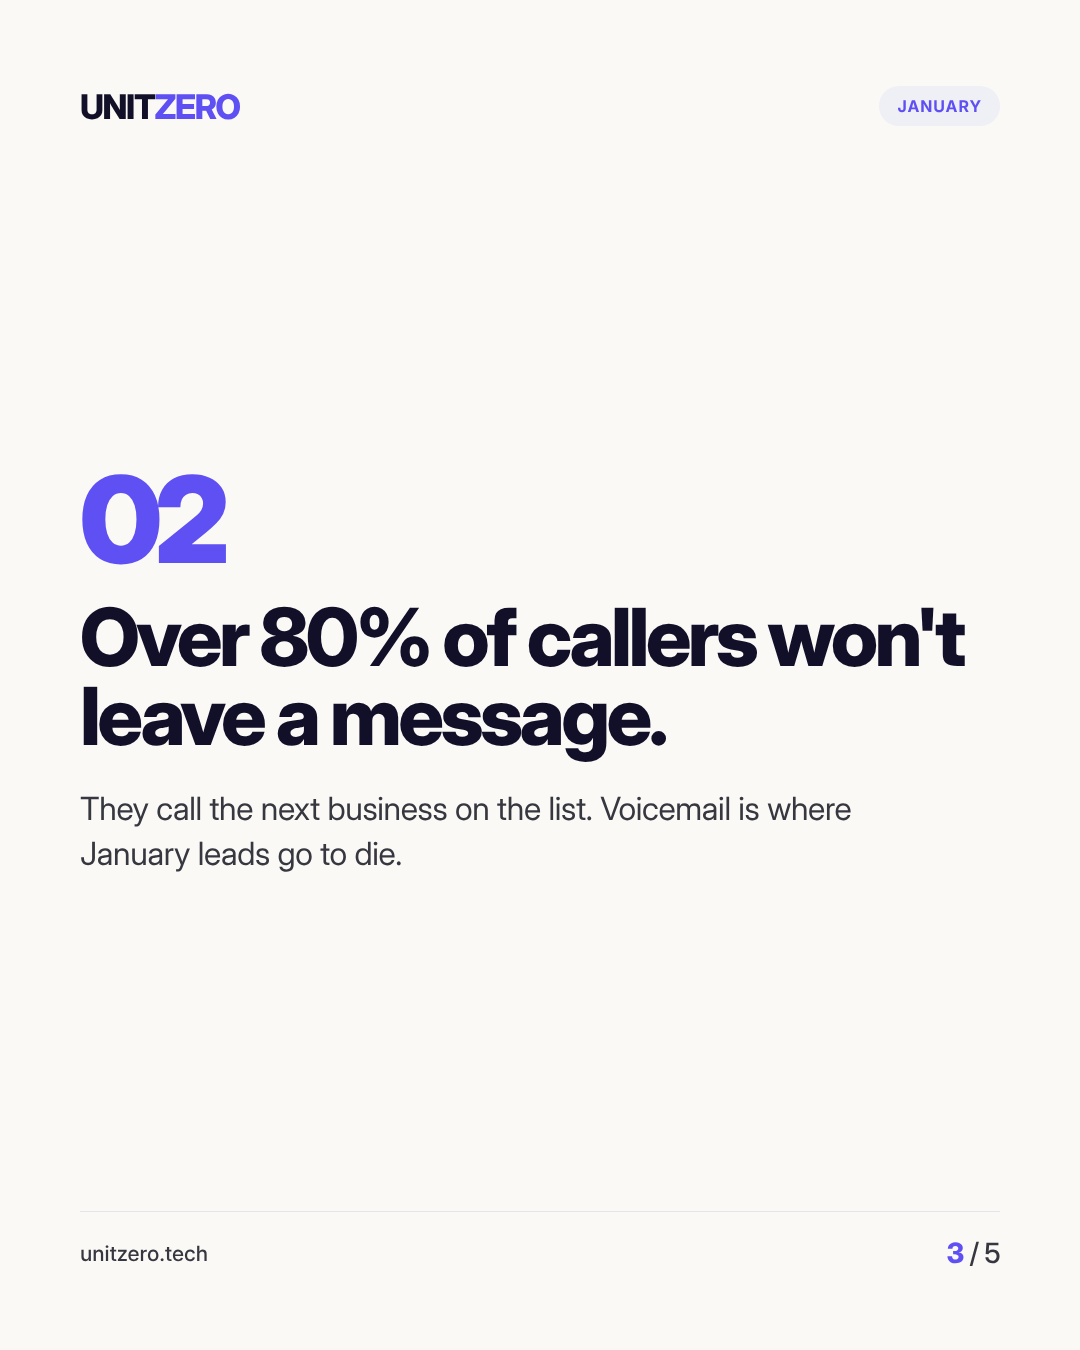 UNITZERO
JANUARY
02
Over 80% of callers won't
leave a message.
They call the next business on the list. Voicemail is where
January leads go to die.
unitzero.tech
3 / 5